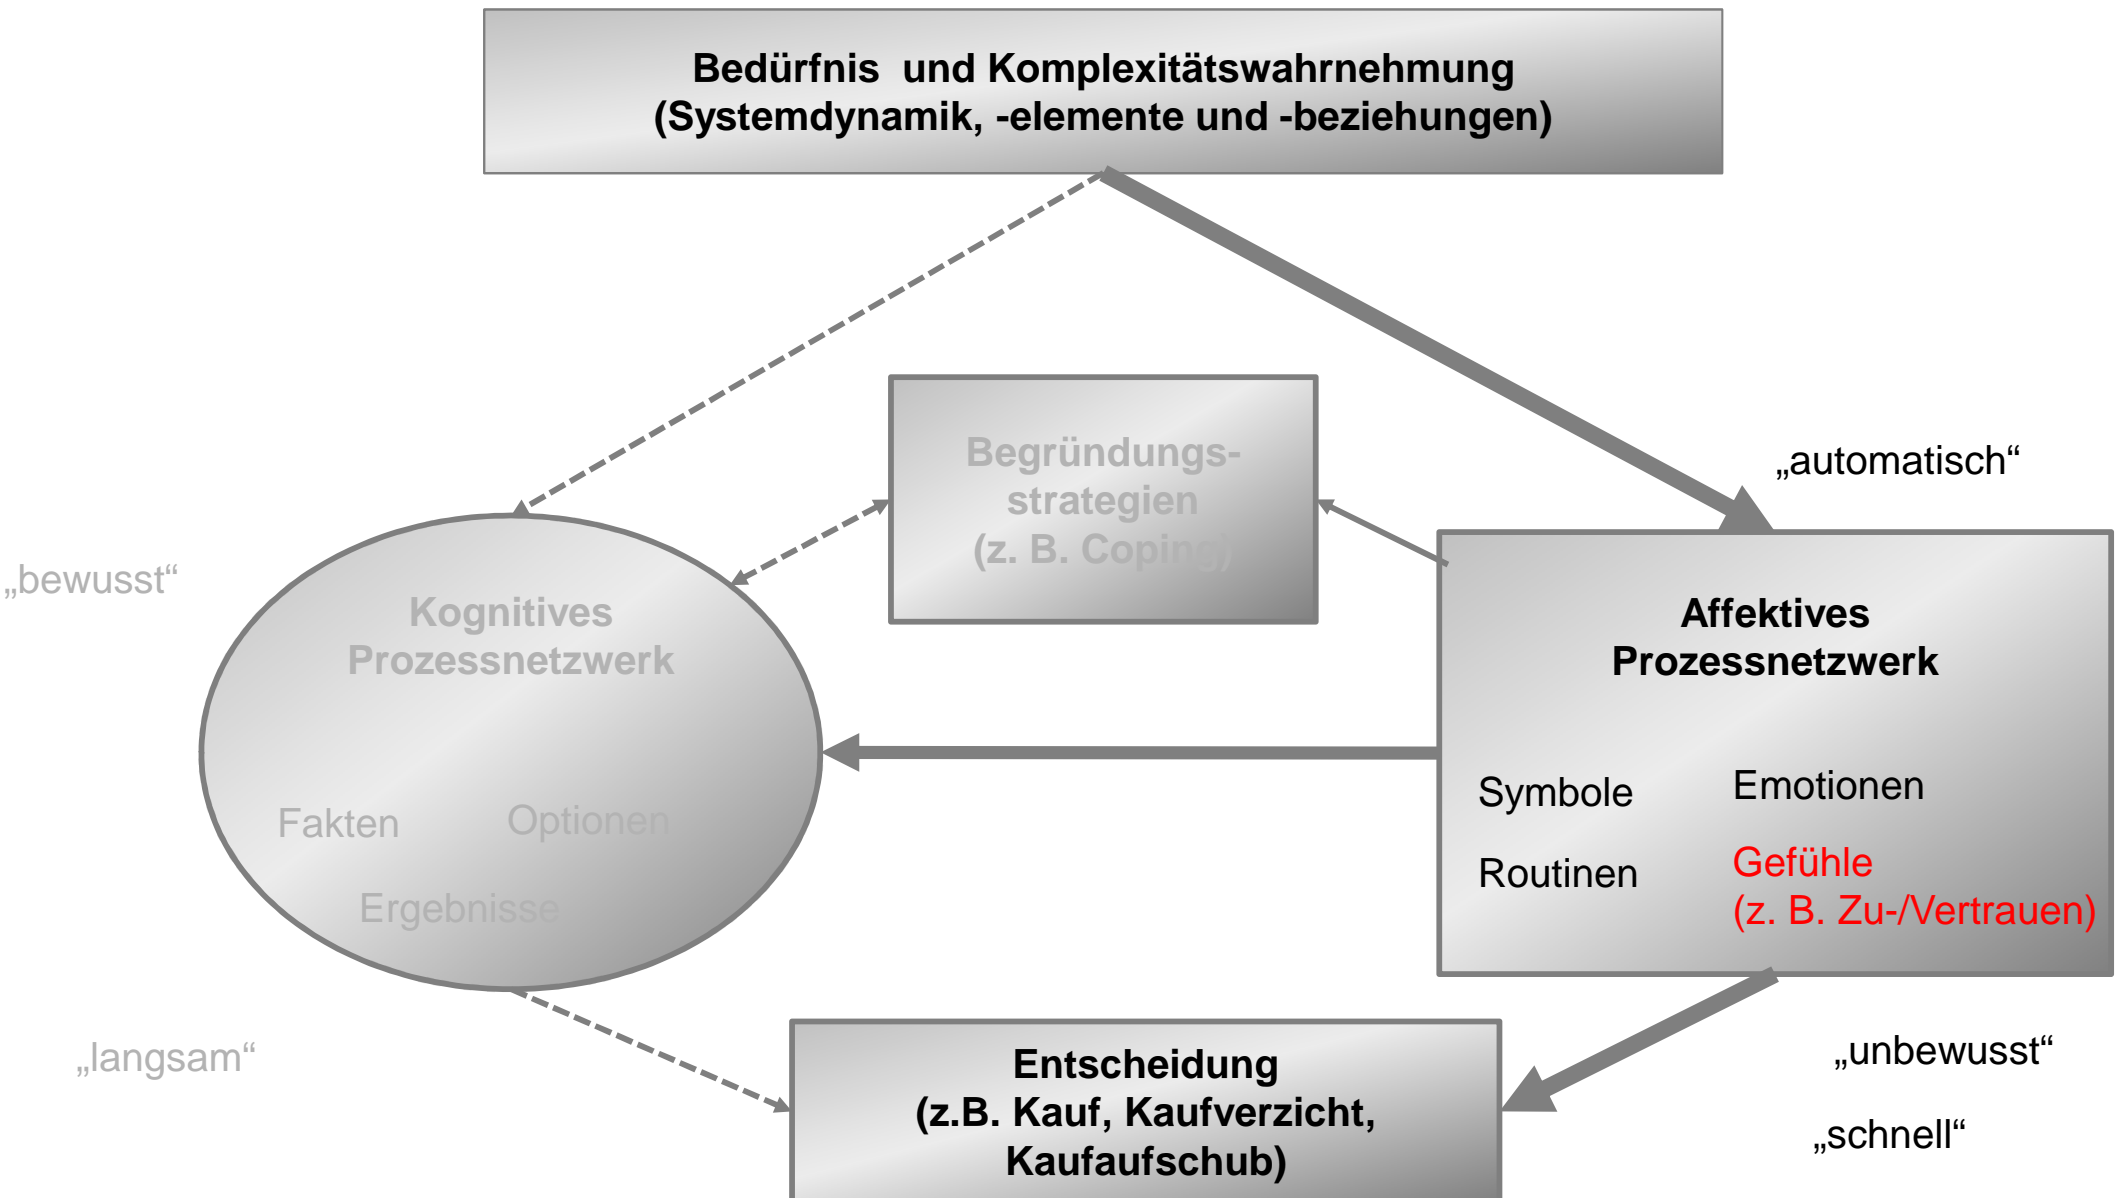 Bedürfnis und Komplexitätswahrnehmung
(Systemdynamik, -elemente und -beziehungen)
Begründungs-
strategien
(z. B. Coping)
„automatisch“
„bewusst“
Kognitives
Prozessnetzwerk
Fakten
Optionen
Ergebnisse
Affektives
Prozessnetzwerk
Symbole
Emotionen
Routinen
Gefühle
(z. B. Zu-/Vertrauen)
„langsam“
Entscheidung
(z.B. Kauf, Kaufverzicht,
Kaufaufschub)
„unbewusst“
„schnell“